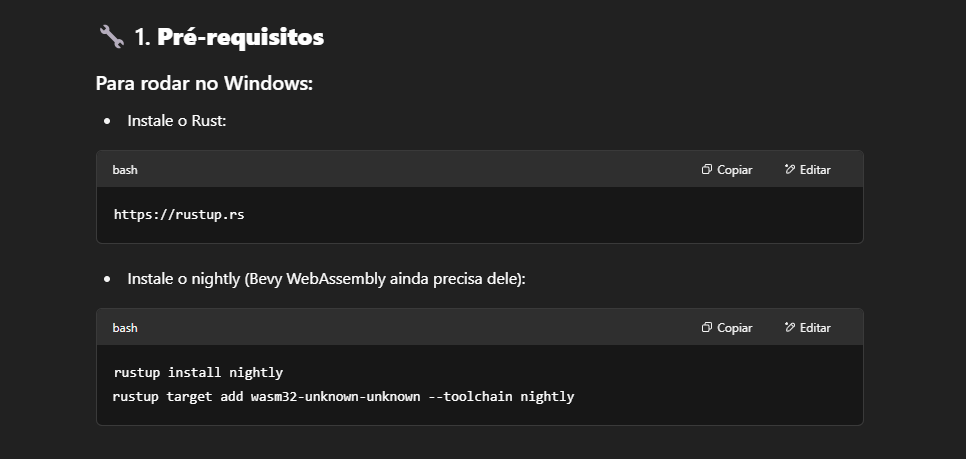 🔧 1. Pré-requisitos
Para rodar no Windows:
• Instale o Rust:
bash Copiar Editar
https://rustup.rs
• Instale o nightly (Bevy WebAssembly ainda precisa dele):
bash Copiar Editar
rustup install nightly
rustup target add wasm32-unknown-unknown --toolchain nightly